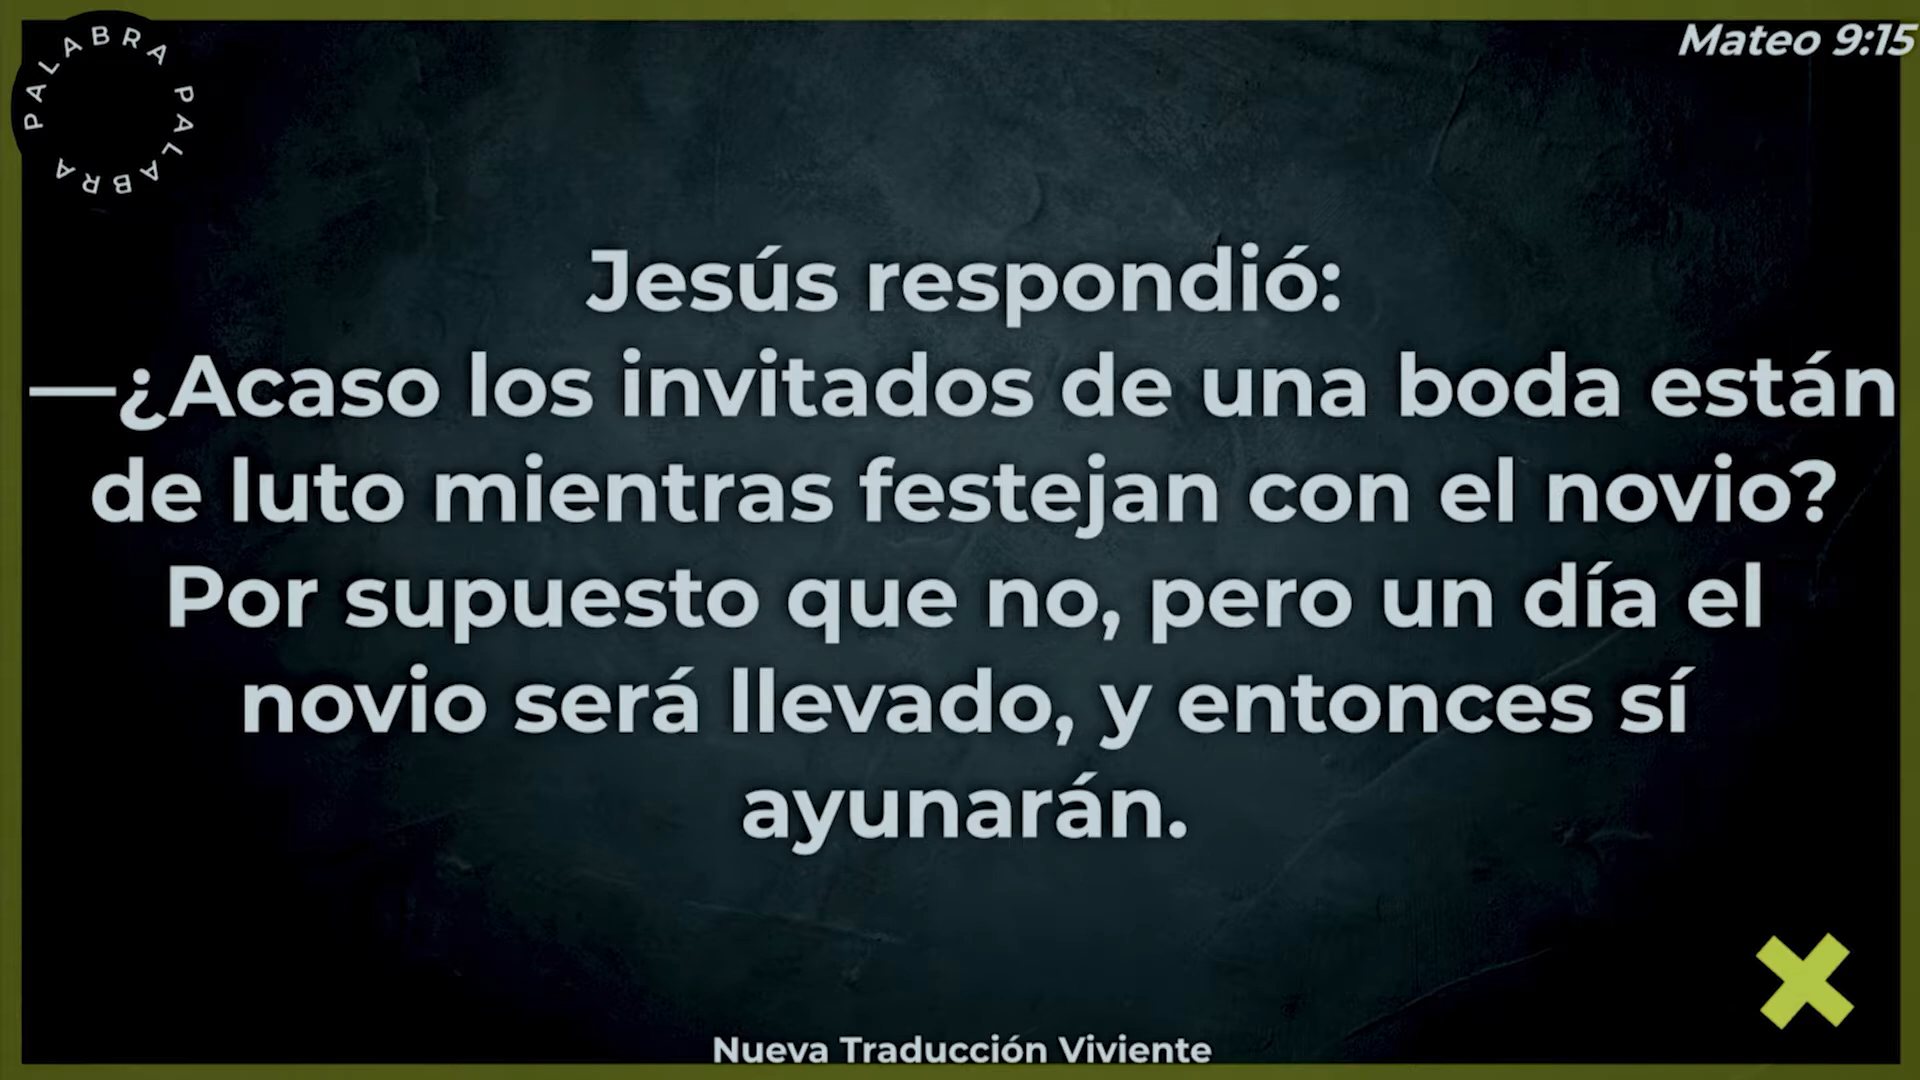 PALABRA PALABRA
Mateo 9:15
Jesús respondió:
—¿Acaso los invitados de una boda están
de luto mientras festejan con el novio?
Por supuesto que no, pero un día el
novio será llevado, y entonces sí
ayunarán.
Nueva Traducción Viviente